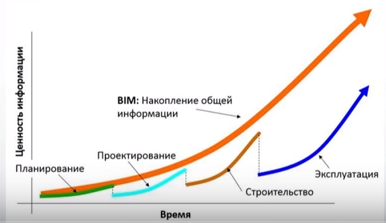 Ценность информации
BIM: Накопление общей
информации
Планирование
Проектирование
Строительство
Эксплуатация
Время